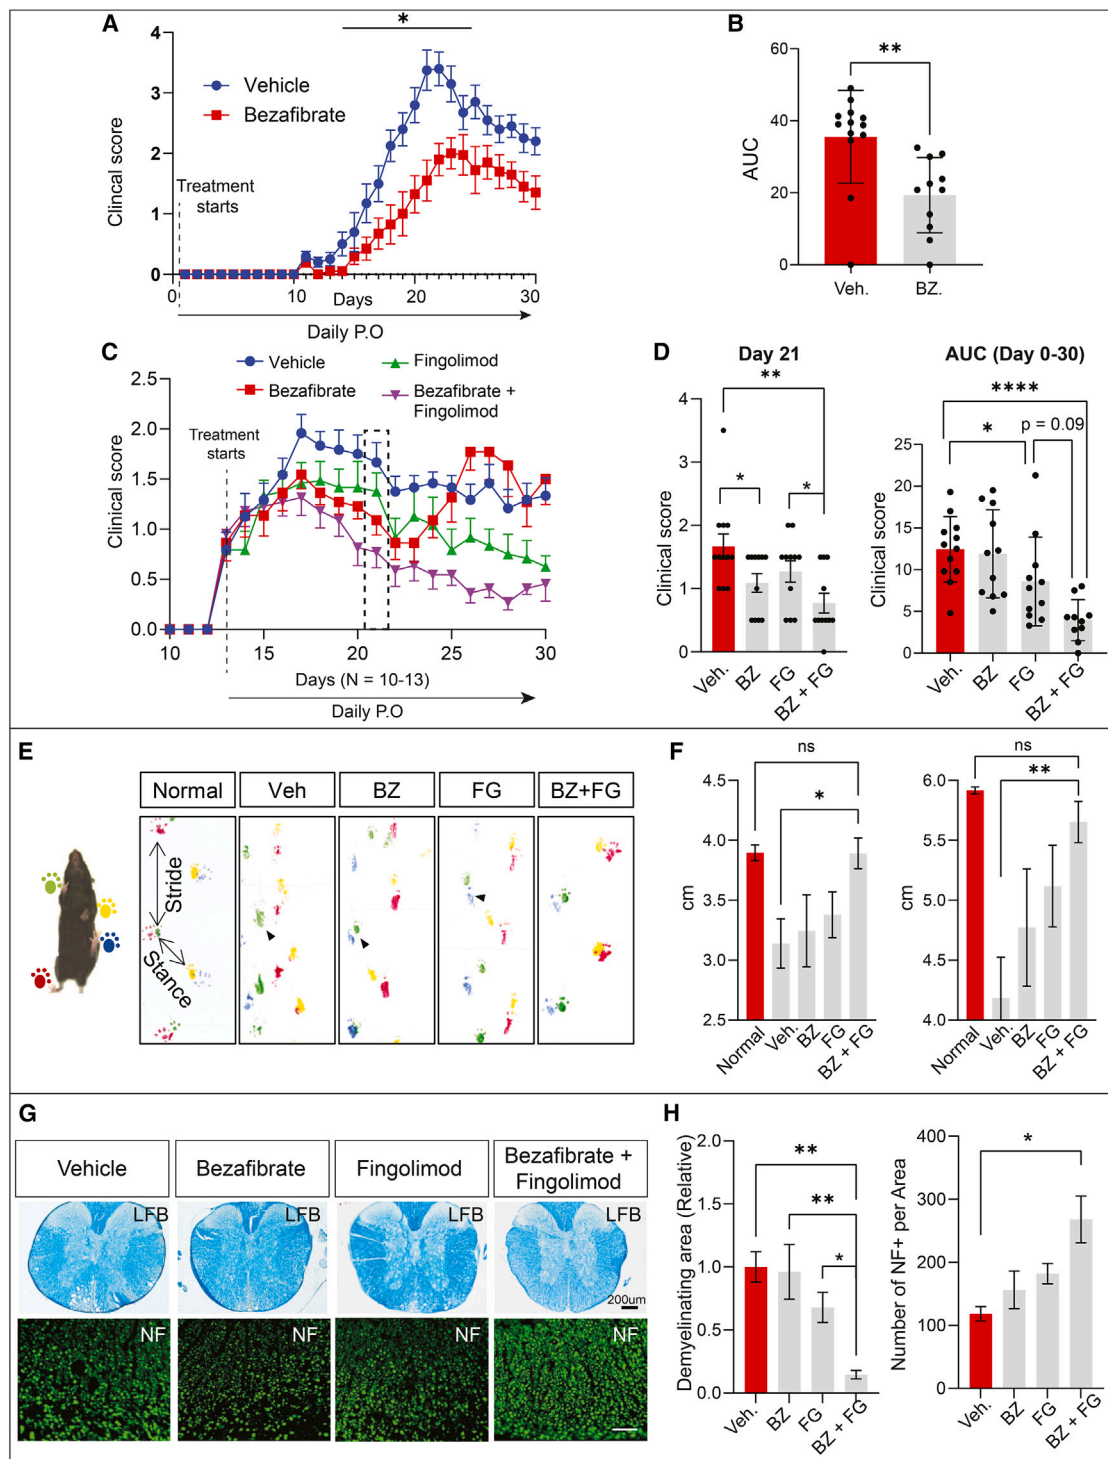 A
*
4
3
2
1
0
Clinical score
Vehicle
Bezafibrate
Treatment
starts
0 10 20 30
Days
Daily P.O
B
**
60
40
20
0
AUC
Veh. BZ.
C
Vehicle
Bezafibrate
Fingolimod
Bezafibrate +
Fingolimod
2.5
2.0
1.5
1.0
0.5
0.0
Clinical score
Treatment
starts
10 15 20 25 30
Days (N = 10-13)
Daily P.O
D
Day 21
**
*
*
4
3
2
1
0
Clinical score
Veh. BZ FG BZ + FG
AUC (Day 0-30)
****
*
p = 0.09
25
20
15
10
5
0
Clinical score
Veh. BZ FG BZ + FG
E
Normal Veh BZ FG BZ+FG
Stride
Stance
F
ns
*
4.5
4.0
3.5
3.0
2.5
cm
Normal Veh. BZ FG BZ + FG
ns
**
6.0
5.5
5.0
4.5
4.0
cm
Normal Veh. BZ FG BZ + FG
G
Vehicle Bezafibrate Fingolimod Bezafibrate +
Fingolimod
LFB LFB LFB LFB
200um
NF NF NF NF
H
**
**
*
2.0
1.5
1.0
0.5
0.0
Demyelinating area (Relative)
Veh. BZ FG BZ + FG
*
400
300
200
100
0
Number of NF+ per Area
Veh. BZ FG BZ + FG